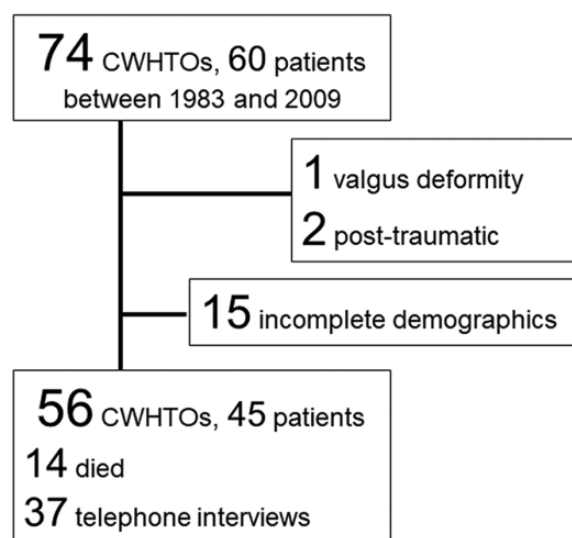 74 CWHTOs, 60 patients
between 1983 and 2009
1 valgus deformity
2 post-traumatic
15 incomplete demographics
56 CWHTOs, 45 patients
14 died
37 telephone interviews